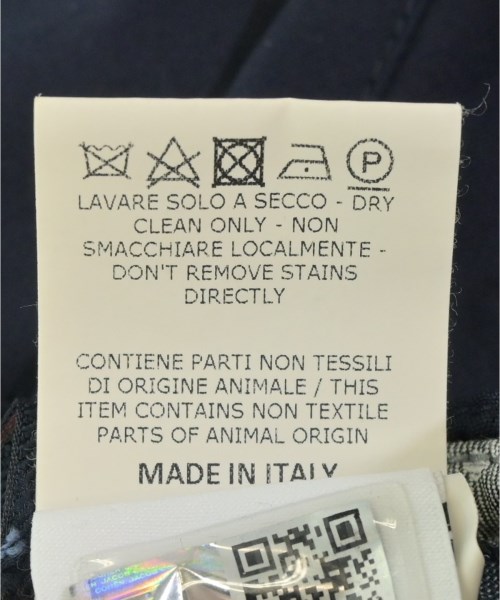 P
LAVARE SOLO A SECCO - DRY
CLEAN ONLY - NON
SMACCHIARE LOCALMENTE -
DON'T REMOVE STAINS
DIRECTLY
CONTIENE PARTI NON TESSILI
DI ORIGINE ANIMALE / THIS
ITEM CONTAINS NON TEXTILE
PARTS OF ANIMAL ORIGIN
MADE IN ITALY